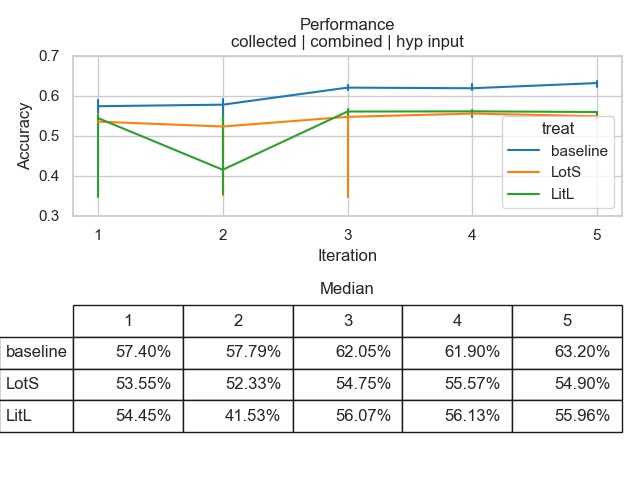 Performance
collected | combined | hyp input
0.7
0.6
0.5
0.4
0.3
Accuracy
treat
baseline
LotS
LitL
1 2 3 4 5
Iteration
Median
1 2 3 4 5
baseline 57.40% 57.79% 62.05% 61.90% 63.20%
LotS 53.55% 52.33% 54.75% 55.57% 54.90%
LitL 54.45% 41.53% 56.07% 56.13% 55.96%